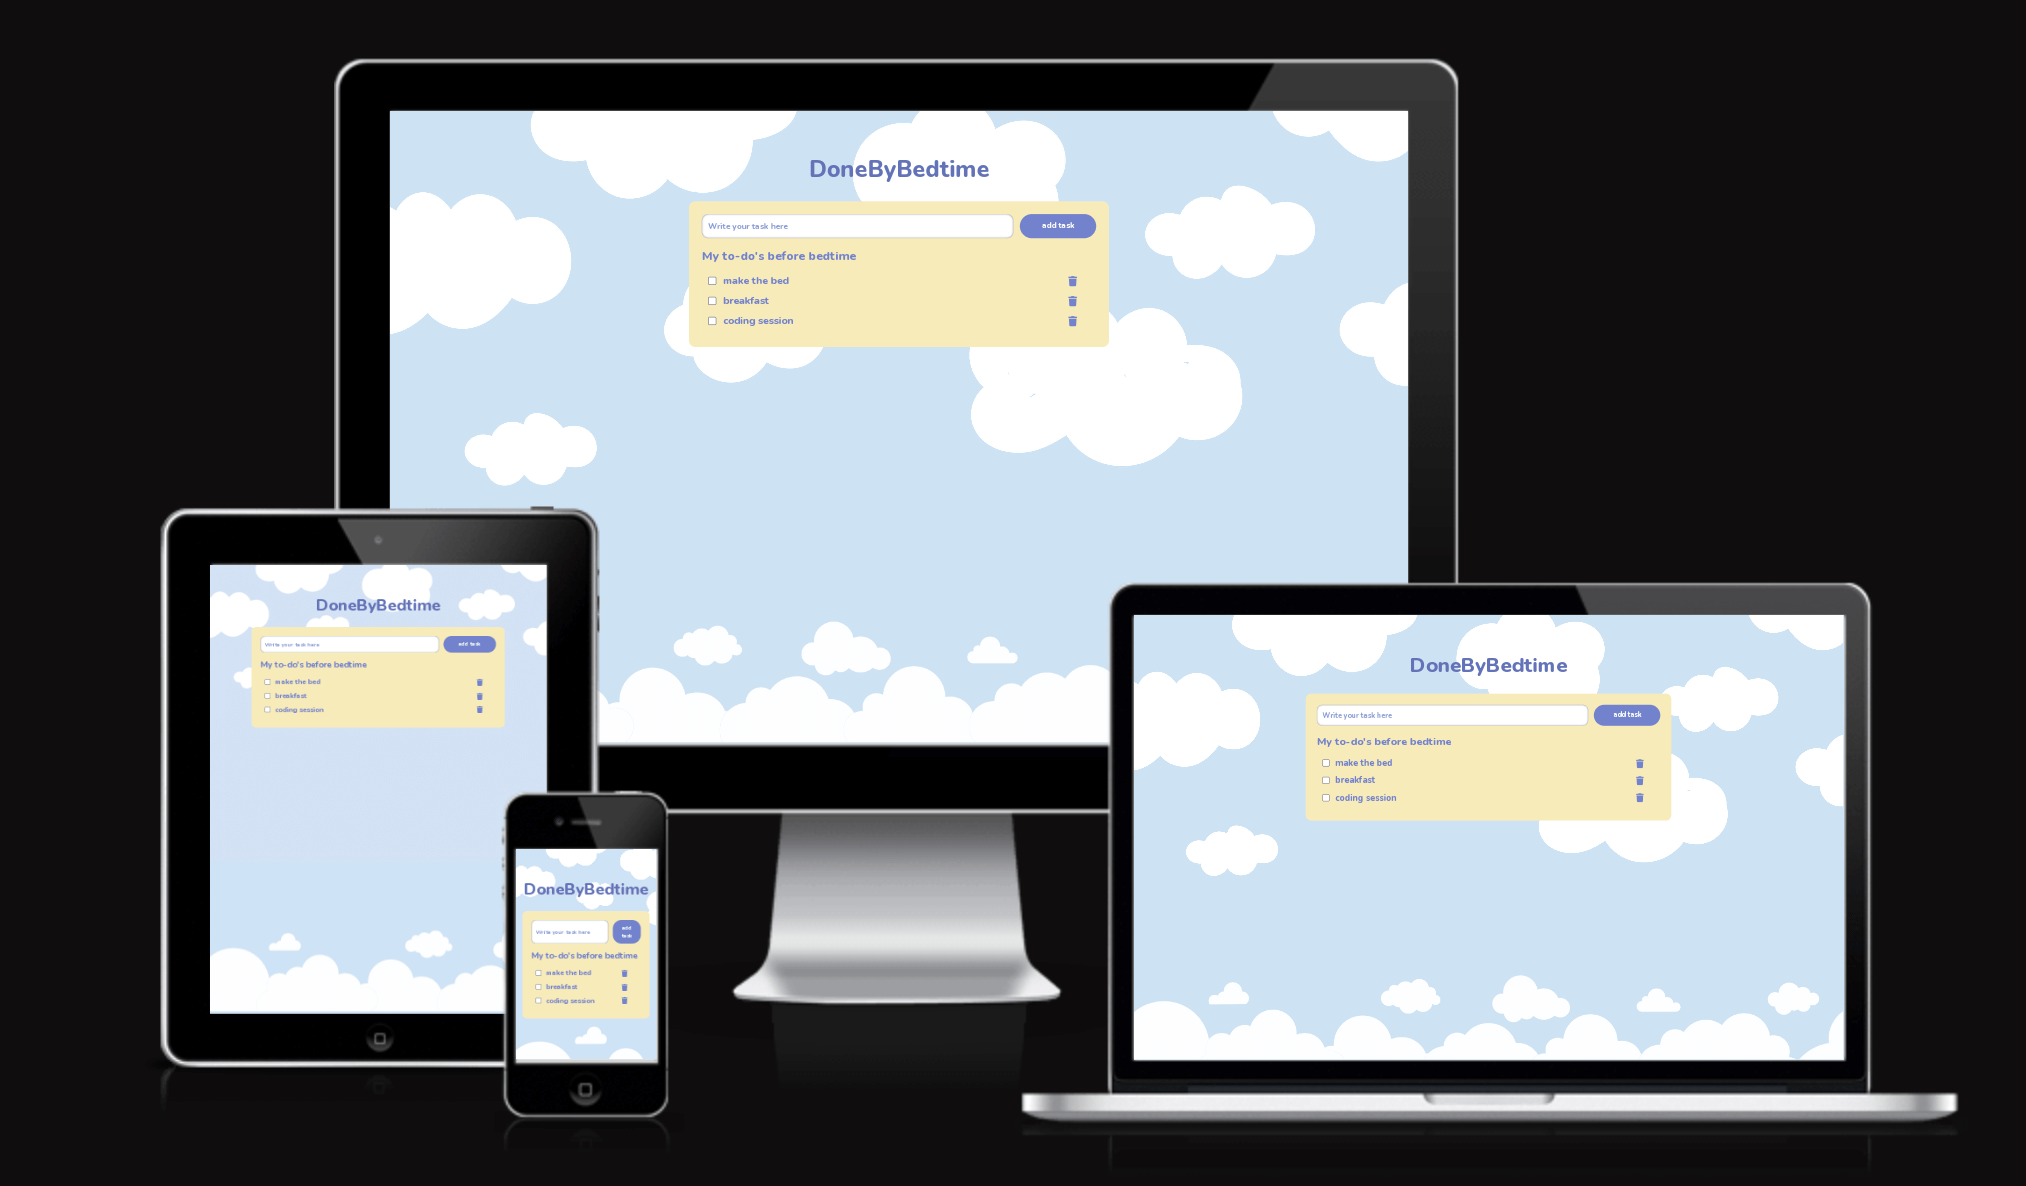 DoneByBedtime
Write your task here
add task
My to-do's before bedtime
make the bed
breakfast
coding session
DoneByBedtime
Write your task here
add task
My to-do's before bedtime
make the bed
breakfast
coding session
DoneByBedtime
Write your task here
add task
My to-do's before bedtime
make the bed
breakfast
coding session
DoneByBedtime
Write your task here
add
task
My to-do's before bedtime
make the bed
breakfast
coding session